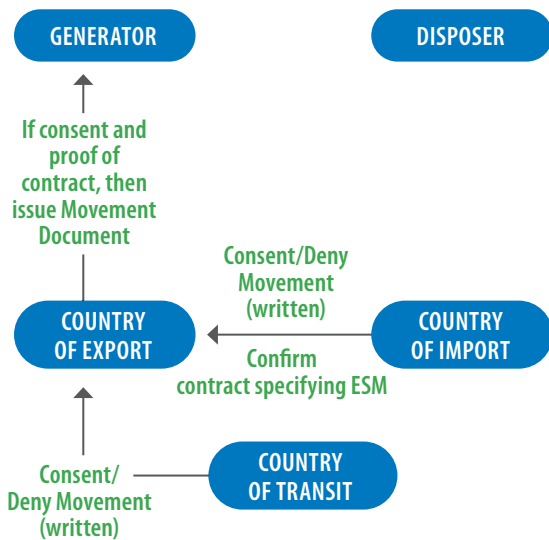 GENERATOR
DISPOSER
If consent and
proof of
contract, then
issue Movement
Document
Consent/Deny
Movement
(written)
COUNTRY
OF EXPORT
COUNTRY
OF IMPORT
Confirm
contract specifying ESM
Consent/
Deny Movement
(written)
COUNTRY
OF TRANSIT